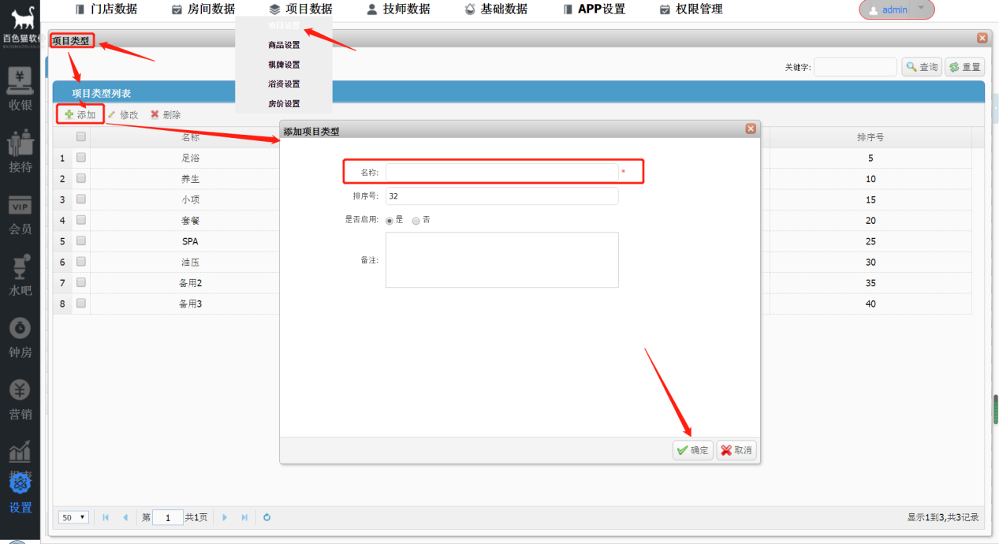 门店数据 房间数据 项目数据 技师数据 基础数据 APP设置 权限管理 admin
百色猫软件
项目设置
商品设置
棋牌设置
浴资设置
房价设置
收银
接待
VIP
会员
水吧
钟房
营销
报表
设置
项目类型
关键字: 查询 重置
项目类型列表
添加 修改 删除
名称 排序号
1 足浴 5
2 养生 10
3 小项 15
4 套餐 20
5 SPA 25
6 油压 30
7 备用2 35
8 备用3 40
添加项目类型
名称: *
排序号: 32
是否启用: 是 否
备注:
确定 取消
50 第 1 共1页 显示1到3,共3记录